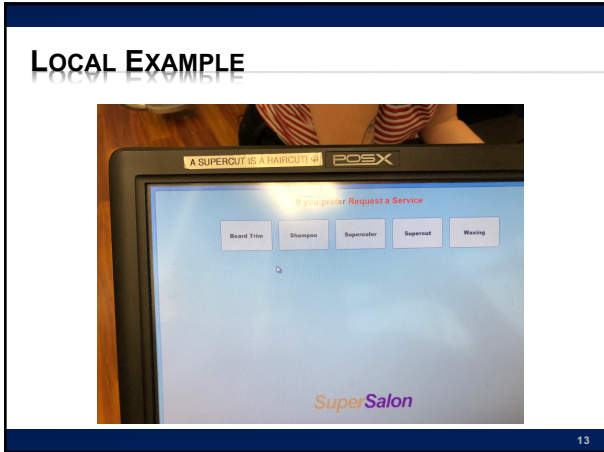 LOCAL EXAMPLE
A SUPERCUT IS A HAIRCUT!
POSX
If you prefer Request a Service
Beard Trim Shampoo Supercolor Supercut Waxing
SuperSalon
13